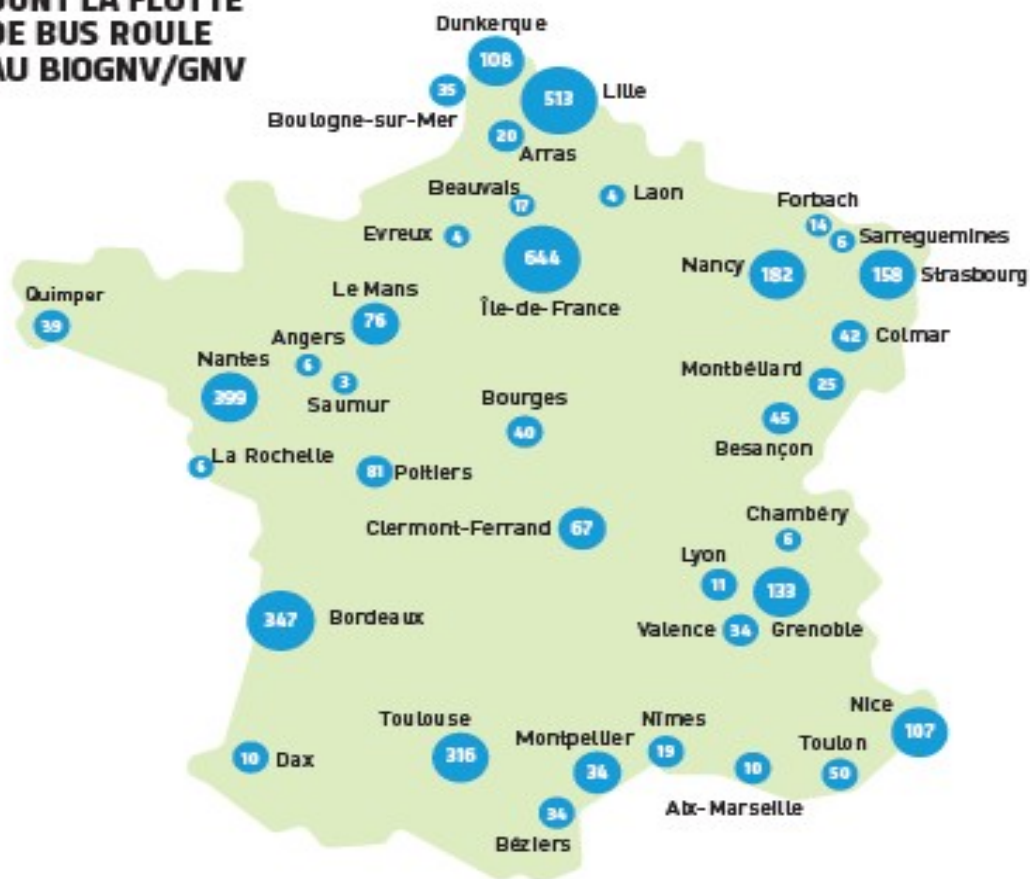 DONT LA FLOTTE
DE BUS ROULE
AU BIOGNV/GNV
Dunkerque
108
35
513
Lille
Boulogne-sur-Mer
20
Arras
Beauvais
17
4
Laon
Forbach
14
Evreux
4
6
Sarreguemines
644
Nancy
182
158
Strasbourg
Île-de-France
Quimper
39
Le Mans
76
Angers
6
42
Colmar
Nantes
399
3
Saumur
Montbéliard
25
Bourges
40
45
Besançon
6
La Rochelle
81
Poitiers
Clermont-Ferrand
67
Chambéry
6
Lyon
11
133
347
Bordeaux
Valence
34
Grenoble
Nice
107
Toulouse
316
Montpellier
34
Nîmes
19
Toulon
50
10
Dax
10
Aix-Marseille
34
Béziers